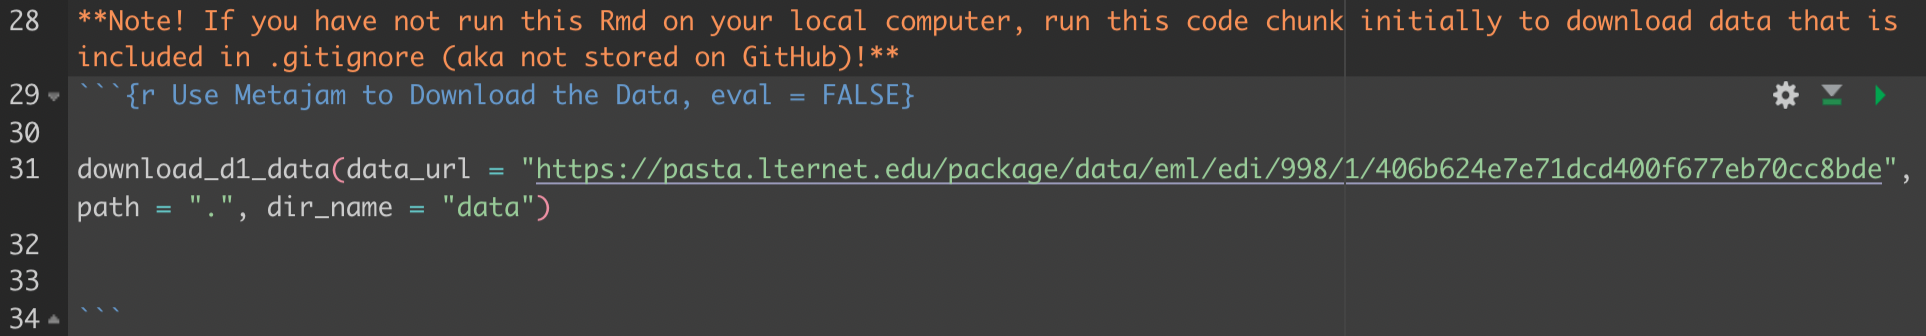 28 **Note! If you have not run this Rmd on your local computer, run this code chunk initially to download data that is
included in .gitignore (aka not stored on GitHub)!**
29 ```{r Use Metajam to Download the Data, eval = FALSE}
30
31 download_d1_data(data_url = "https://pasta.lternet.edu/package/data/eml/edi/998/1/406b624e7e71dcd400f677eb70cc8bde",
path = ".", dir_name = "data")
32
33
34 ```